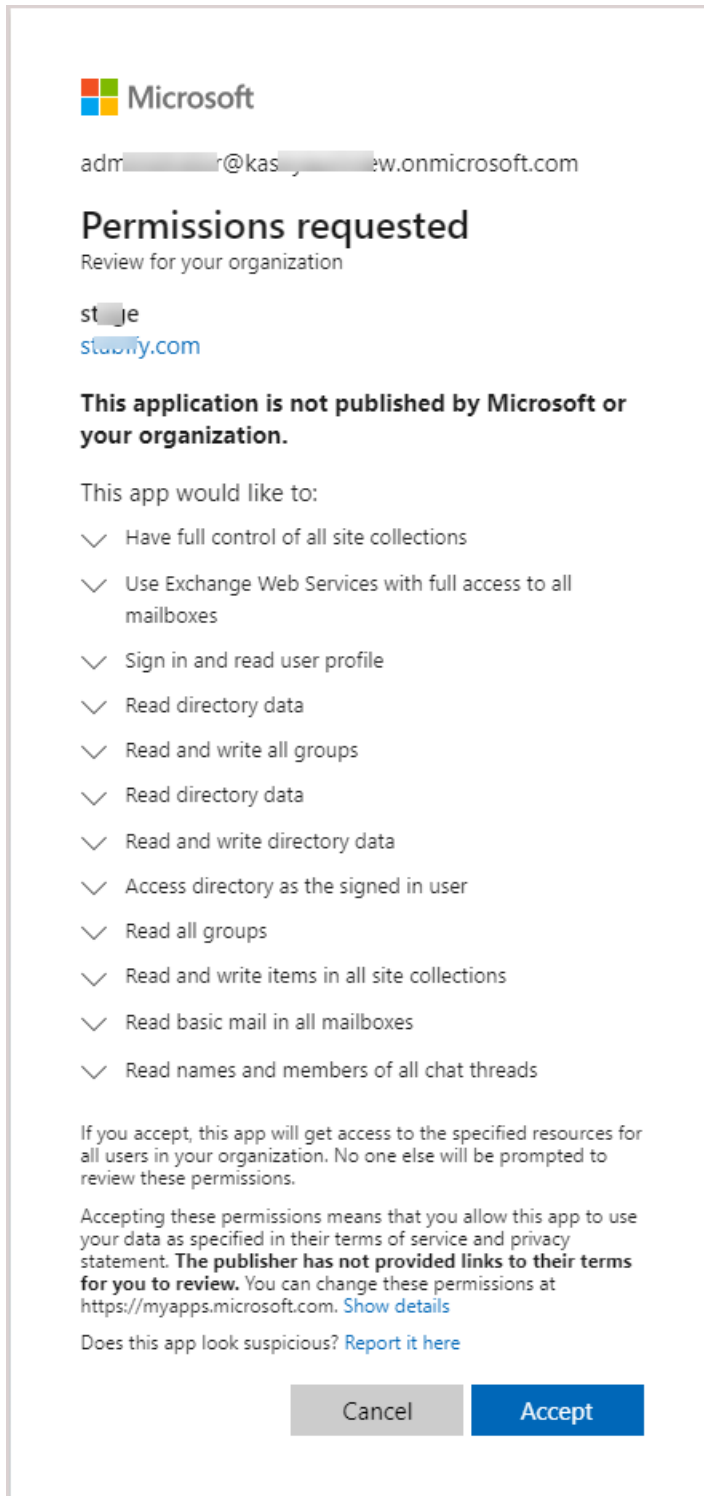 Microsoft
adm r@kas ew.onmicrosoft.com
Permissions requested
Review for your organization
st e
st fy.com
This application is not published by Microsoft or
your organization.
This app would like to:
Have full control of all site collections
Use Exchange Web Services with full access to all
mailboxes
Sign in and read user profile
Read directory data
Read and write all groups
Read directory data
Read and write directory data
Access directory as the signed in user
Read all groups
Read and write items in all site collections
Read basic mail in all mailboxes
Read names and members of all chat threads
If you accept, this app will get access to the specified resources for
all users in your organization. No one else will be prompted to
review these permissions.
Accepting these permissions means that you allow this app to use
your data as specified in their terms of service and privacy
statement. The publisher has not provided links to their terms
for you to review. You can change these permissions at
https://myapps.microsoft.com. Show details
Does this app look suspicious? Report it here
Cancel Accept